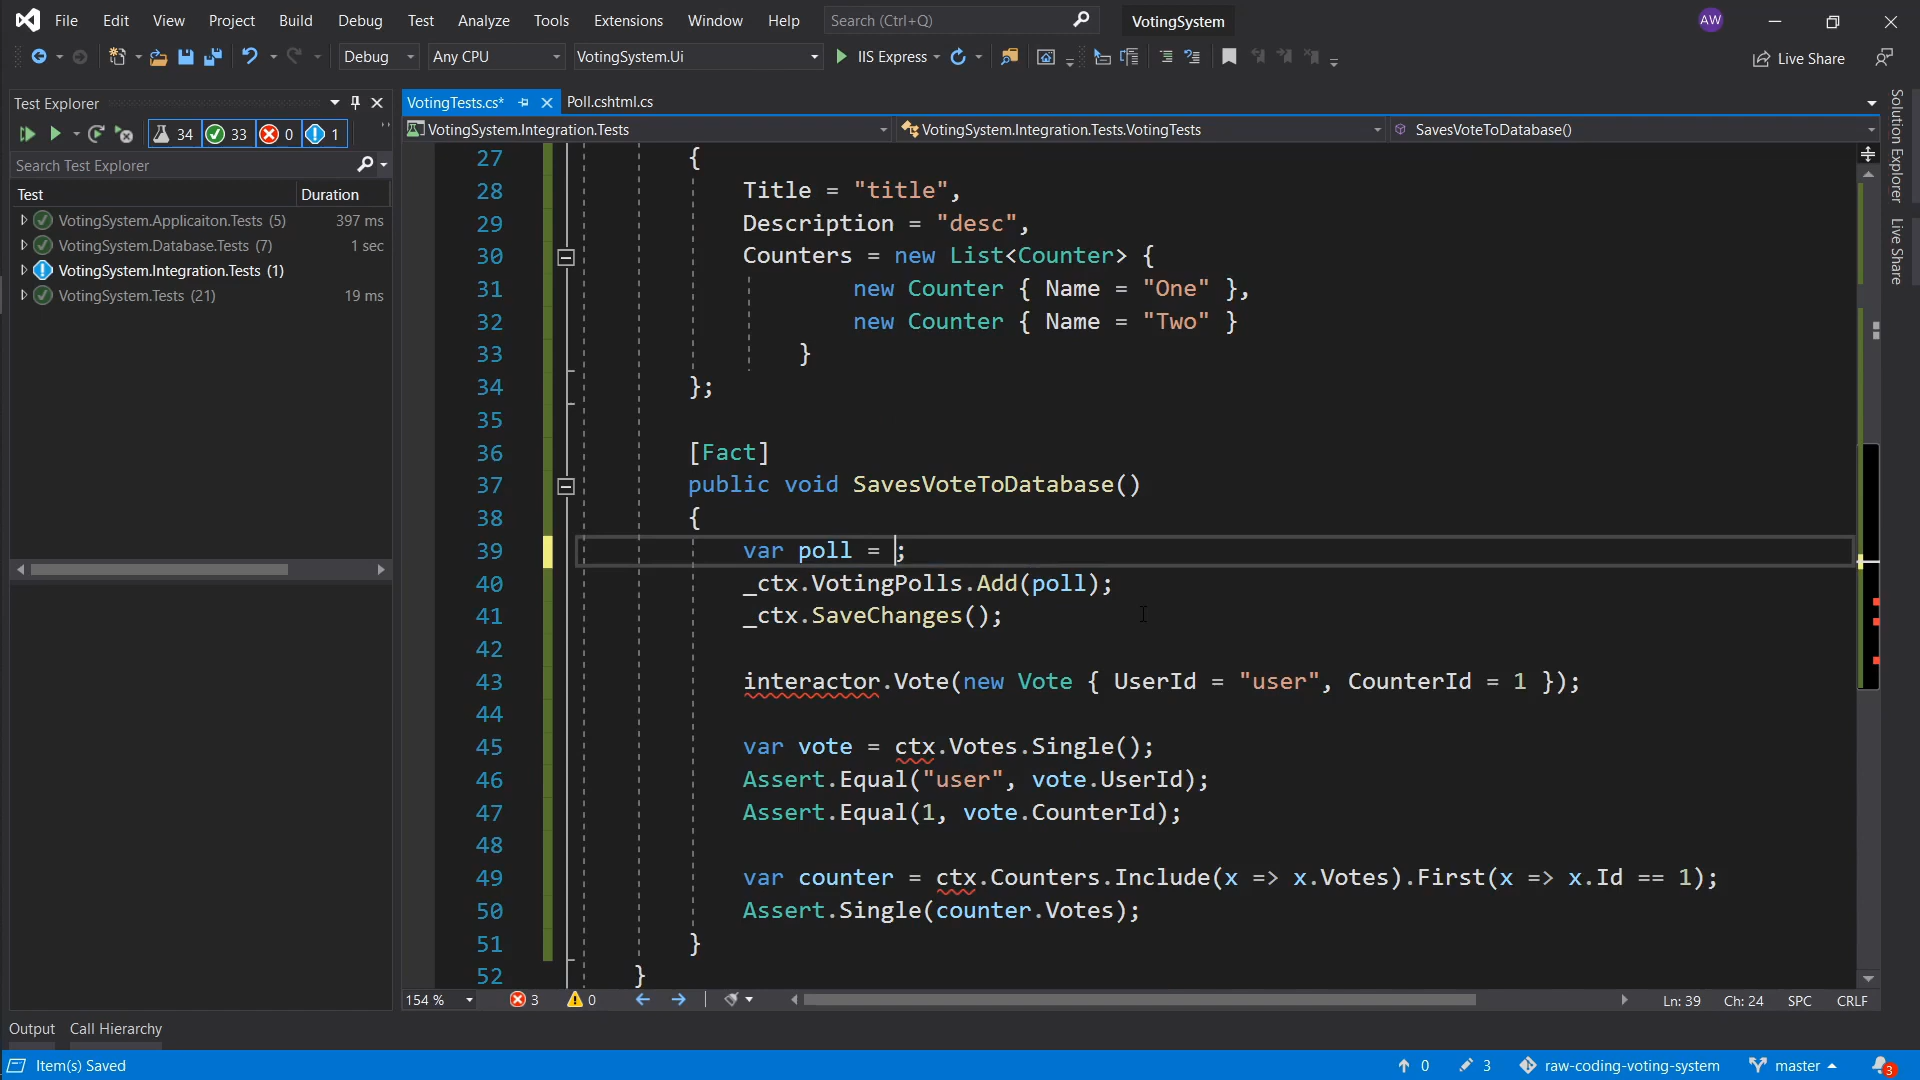 File Edit View Project Build Debug Test Analyze Tools Extensions Window Help Search (Ctrl+Q) VotingSystem AW
Debug Any CPU VotingSystem.Ui IIS Express Live Share
Test Explorer
34 33 0 1
Search Test Explorer
Test Duration
VotingSystem.Applicaiton.Tests (5) 397 ms
VotingSystem.Database.Tests (7) 1 sec
VotingSystem.Integration.Tests (1)
VotingSystem.Tests (21) 19 ms
VotingTests.cs* Poll.cshtml.cs
VotingSystem.Integration.Tests VotingSystem.Integration.Tests.VotingTests SavesVoteToDatabase()
27 {
28 Title = "title",
29 Description = "desc",
30 Counters = new List<Counter> {
31 new Counter { Name = "One" },
32 new Counter { Name = "Two" }
33 }
34 };
35
36 [Fact]
37 public void SavesVoteToDatabase()
38 {
39 var poll = ;
40 _ctx.VotingPolls.Add(poll);
41 _ctx.SaveChanges();
42
43 interactor.Vote(new Vote { UserId = "user", CounterId = 1 });
44
45 var vote = ctx.Votes.Single();
46 Assert.Equal("user", vote.UserId);
47 Assert.Equal(1, vote.CounterId);
48
49 var counter = ctx.Counters.Include(x => x.Votes).First(x => x.Id == 1);
50 Assert.Single(counter.Votes);
51 }
52 }
Solution Explorer
Live Share
154 % 3 0 Ln: 39 Ch: 24 SPC CRLF
Output Call Hierarchy
Item(s) Saved 0 3 raw-coding-voting-system master 3